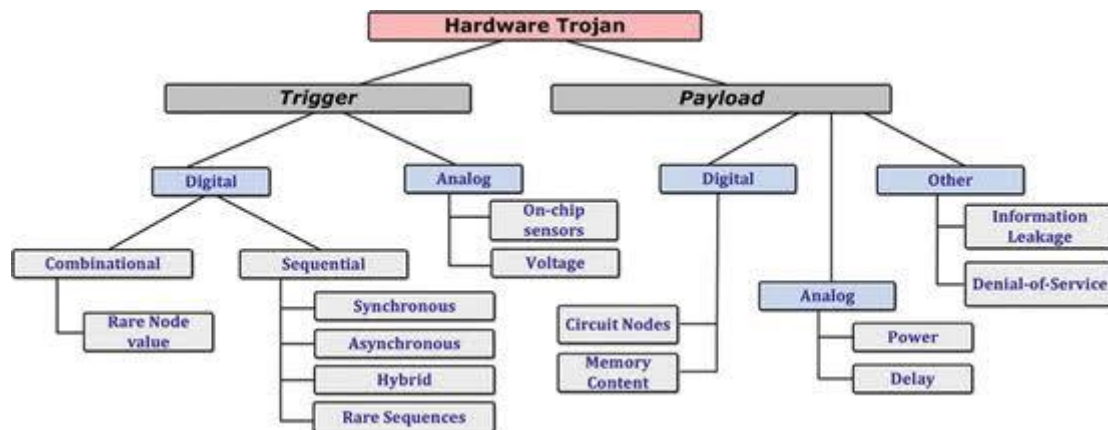 Hardware Trojan
Trigger
Payload
Digital
Analog
Digital
Other
On-chip
sensors
Information
Leakage
Combinational
Sequential
Voltage
Denial-of-Service
Analog
Synchronous
Rare Node
value
Circuit Nodes
Asynchronous
Power
Memory
Content
Hybrid
Delay
Rare Sequences